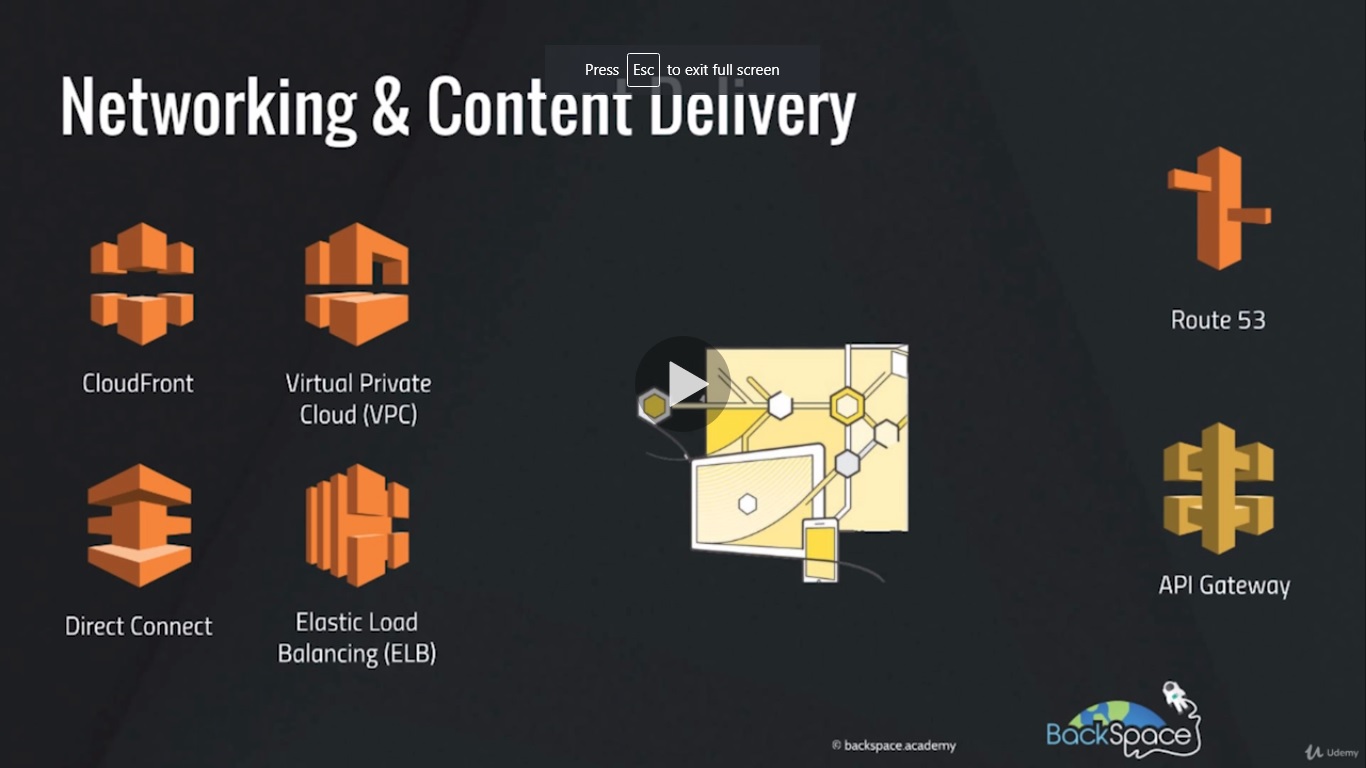 Press Esc to exit full screen
Networking & Content Delivery
CloudFront
Virtual Private
Cloud (VPC)
Route 53
Direct Connect
Elastic Load
Balancing (ELB)
API Gateway
© backspace.academy
BackSpace
Udemy